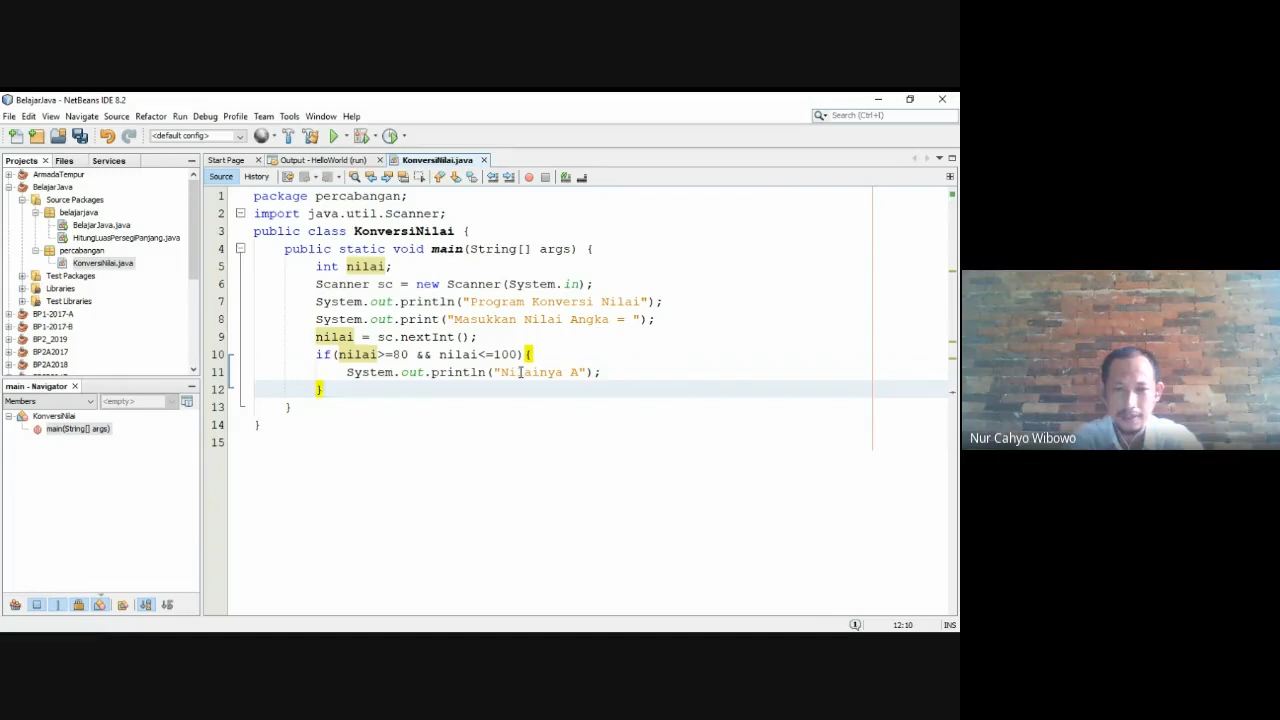 BelajarJava - NetBeans IDE 8.2
File Edit View Navigate Source Refactor Run Debug Profile Team Tools Window Help
Search (Ctrl+I)
<default config>
Projects Files Services
Start Page Output - HelloWorld (run) KonversiNilai.java
Source History
ArmadaTempur
BelajarJava
Source Packages
belajarjava
BelajarJava.java
HitungLuasPersegiPanjang.java
percabangan
KonversiNilai.java
Test Packages
Libraries
Test Libraries
BP1-2017-A
BP1-2017-B
BP2_2019
BP2A2017
BP2A2018
main - Navigator
Members <empty>
KonversiNilai
main(String[] args)
1 package percabangan;
2 import java.util.Scanner;
3 public class KonversiNilai {
4 public static void main(String[] args) {
5 int nilai;
6 Scanner sc = new Scanner(System.in);
7 System.out.println("Program Konversi Nilai");
8 System.out.print("Masukkan Nilai Angka = ");
9 nilai = sc.nextInt();
10 if(nilai>=80 && nilai<=100){
11 System.out.println("Nilainya A");
12 }
13 }
14 }
15
12:10 INS
Nur Cahyo Wibowo